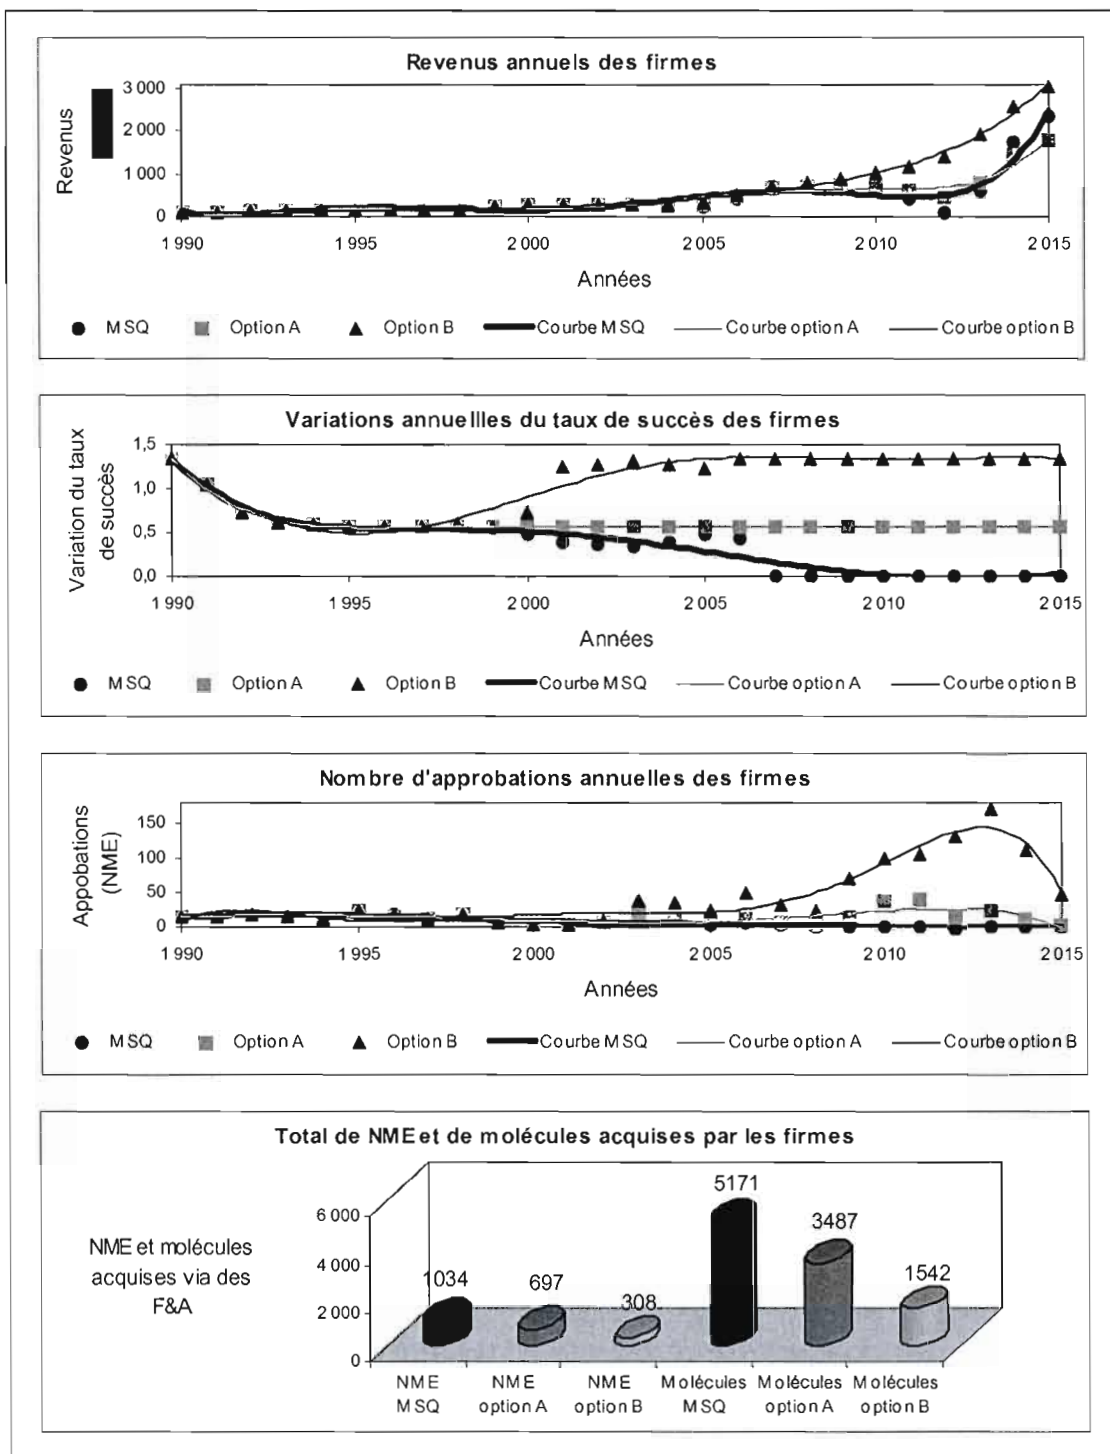 Revenus annuels des firmes
Revenus
3 000
2 000
1 000
0
1 990
1 995
2 000
2 005
2 010
2 015
Années
MSQ
Option A
Option B
Courbe MSQ
Courbe option A
Courbe option B
Variations annuellles du taux de succès des firmes
Variation du taux
de succès
1,5
1,0
0,5
0,0
1 990
1 995
2 000
2 005
2 010
2 015
Années
MSQ
Option A
Option B
Courbe MSQ
Courbe option A
Courbe option B
Nombre d'approbations annuelles des firmes
Appobations
(NME)
150
100
50
0
1 990
1 995
2 000
2 005
2 010
2 015
Années
MSQ
Option A
Option B
Courbe MSQ
Courbe option A
Courbe option B
Total de NME et de molécules acquises par les firmes
NME et molécules
acquises via des
F&A
6 000
4 000
2 000
0
1034
697
308
5171
3487
1542
NME
MSQ
NME
option A
NME
option B
Molécules
MSQ
Molécules
option A
Molécules
option B